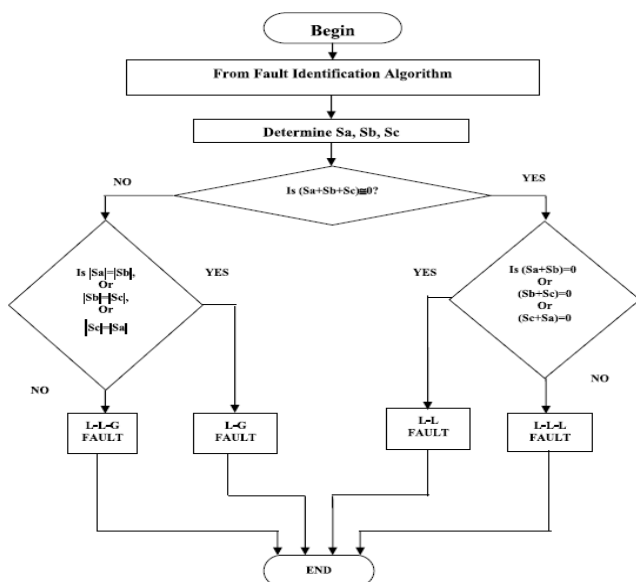 Begin
From Fault Identification Algorithm
Determine Sa, Sb, Sc
NO
YES
Is (Sa+Sb+Sc)≅0?
Is |Sa|=|Sb|,
Or
|Sb|=|Sc|,
Or
|Sc|=|Sa|
YES
YES
Is (Sa+Sb)=0
Or
(Sb+Sc)=0
Or
(Sc+Sa)=0
NO
NO
L-L-G
FAULT
L-G
FAULT
L-L
FAULT
L-L-L
FAULT
END